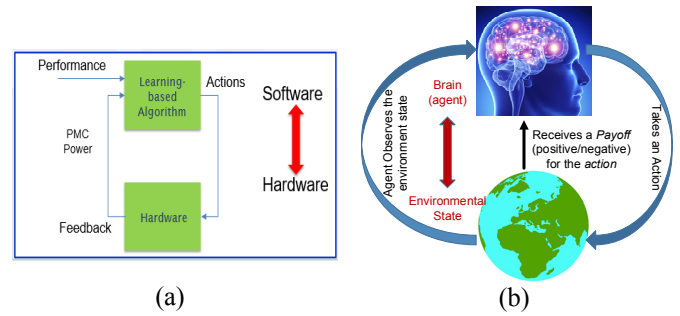 Performance
Learning-
based
Algorithm
Actions
PMC
Power
Feedback
Hardware
Software
Hardware
(a)
Agent Observes the
environment state
Brain
(agent)
Environmental
State
Receives a Payoff
(positive/negative)
for the action
Takes an Action
(b)